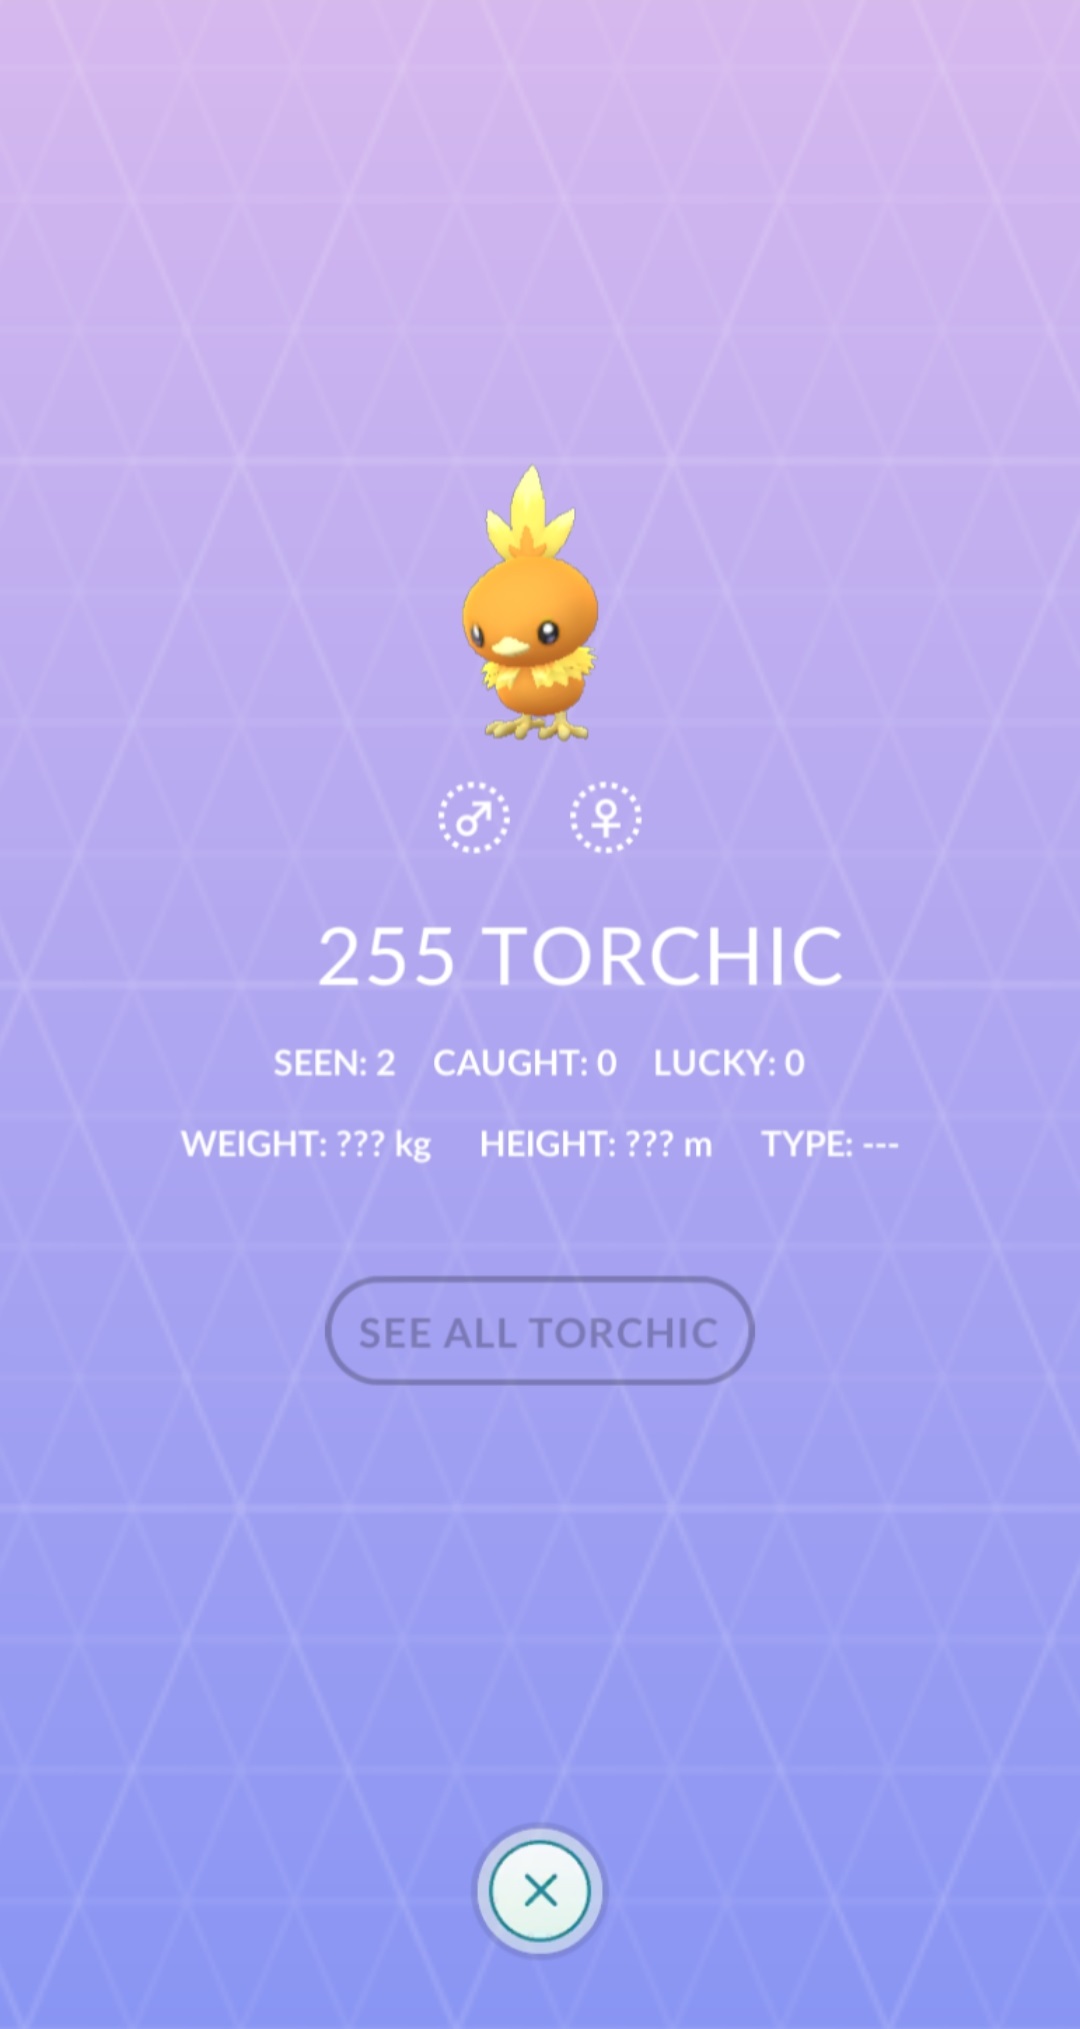 255 TORCHIC
SEEN: 2 CAUGHT: 0 LUCKY: 0
WEIGHT: ??? kg HEIGHT: ??? m TYPE: ---
SEE ALL TORCHIC